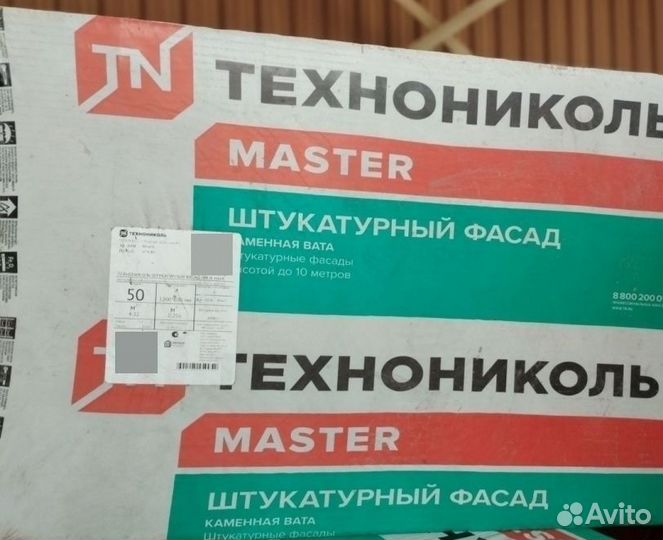 TN
ТЕХНОНИКОЛЬ
MASTER
ШТУКАТУРНЫЙ ФАСАД
КАМЕННАЯ ВАТА
штукатурные фасады
высотой до 10 метров
8 800 200 0
ТЕХНОНИКОЛЬ
50
ТЕХНОНИКОЛЬ
MASTER
ШТУКАТУРНЫЙ ФАСАД
КАМЕННАЯ ВАТА
Штукатурные фасады
Avito